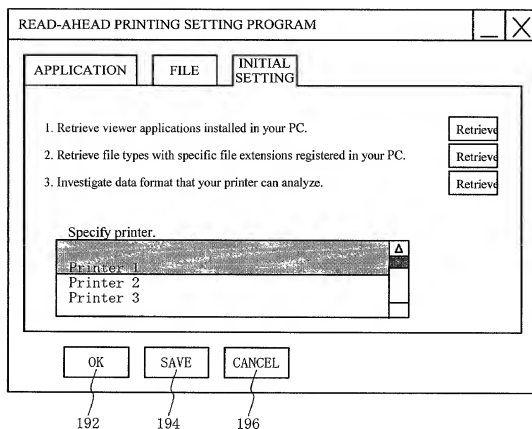 READ-AHEAD PRINTING SETTING PROGRAM
APPLICATION
FILE
INITIAL
SETTING
1. Retrieve viewer applications installed in your PC.
Retrieve
2. Retrieve file types with specific file extensions registered in your PC.
Retrieve
3. Investigate data format that your printer can analyze.
Retrieve
Specify printer.
Printer 1
Printer 2
Printer 3
OK
SAVE
CANCEL
192
194
196